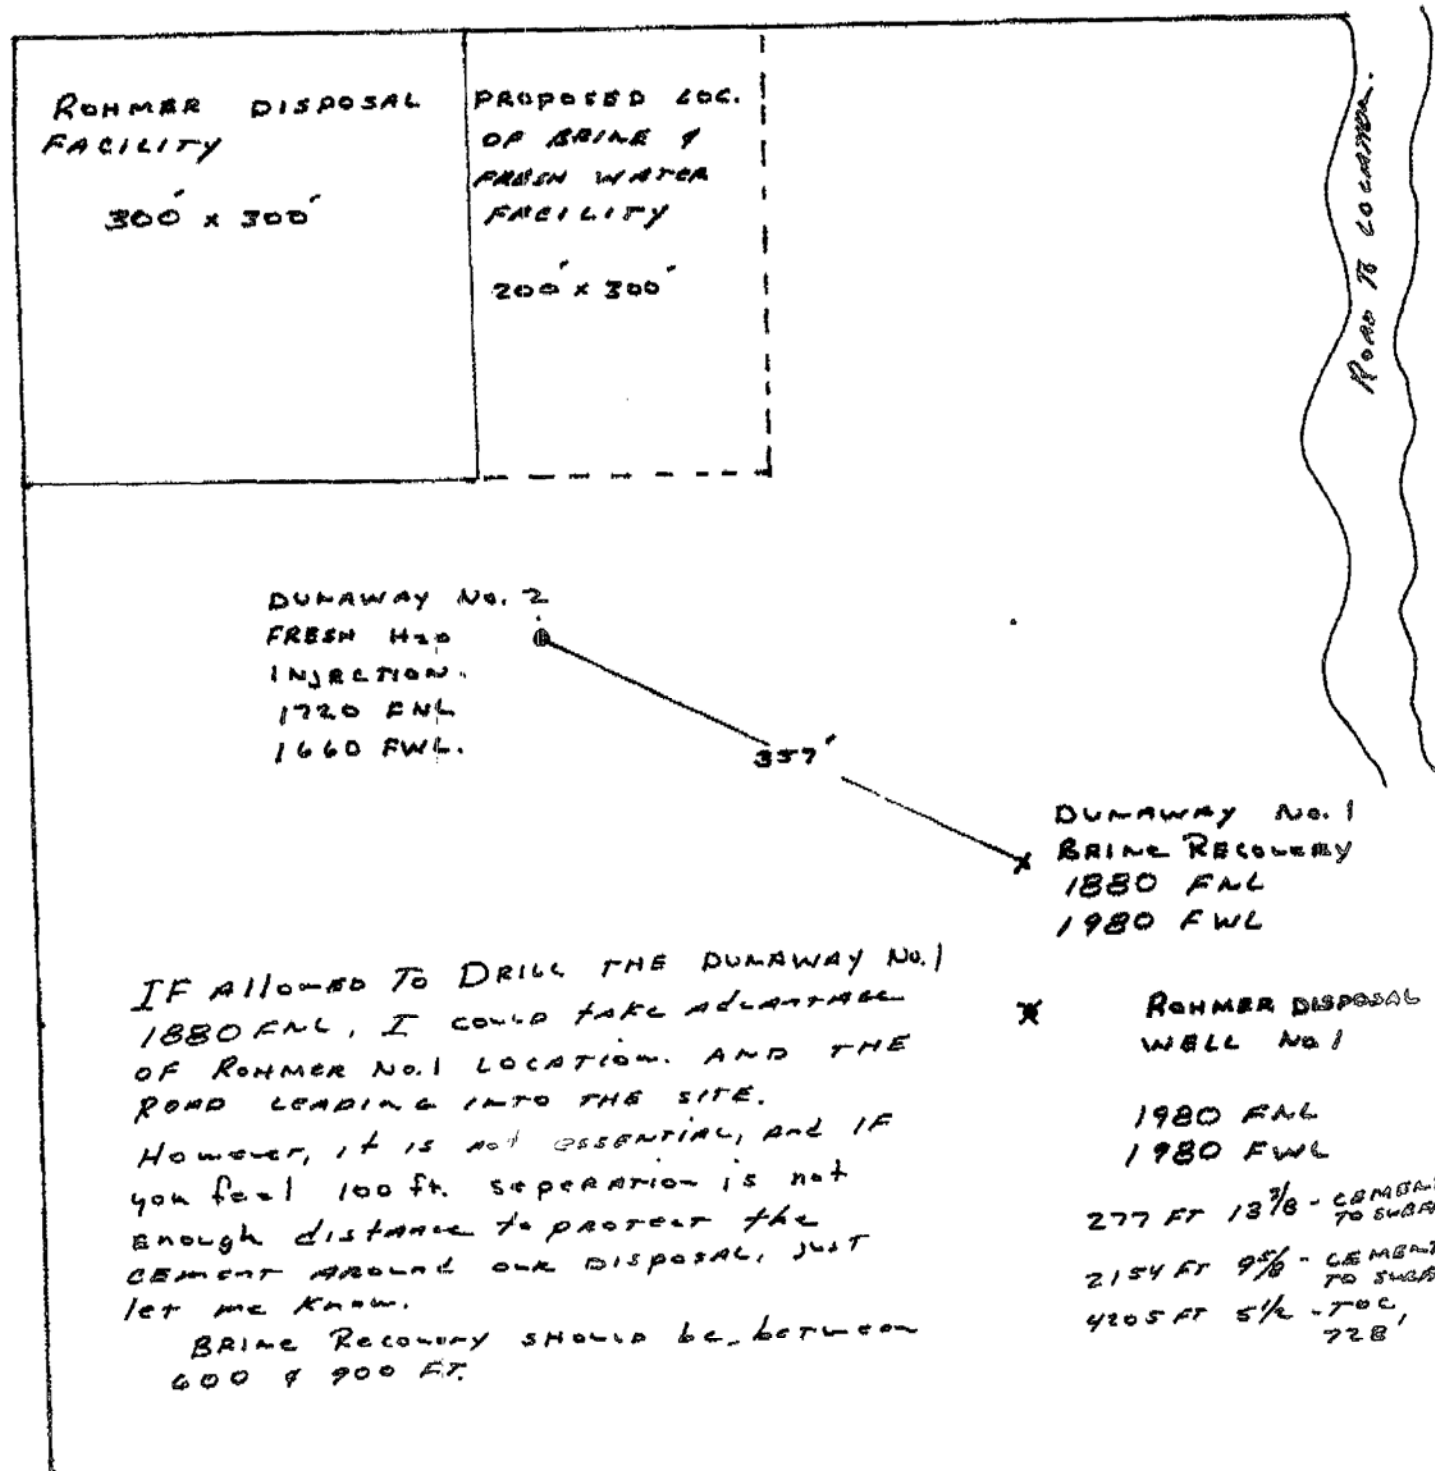 ROHMER DISPOSAL
FACILITY
300' x 300'
PROPOSED LOC.
OF BRINE &
FRESH WATER
FACILITY
200' x 300'
ROAD TO LOCATION.
DUNAWAY No. 2
FRESH H2O
INJECTION.
1720 FNL
1660 FWL.
357'
DUNAWAY No. 1
BRINE RECOVERY
1880 FNL
1980 FWL
IF Allowed To DRILL THE DUNAWAY No. 1
1880 FNL, I COULD TAKE AdvANTAGE
OF ROHMER No. 1 LOCATION. AND THE
ROAD LEADING INTO THE SITE.
However, it is not essential, And IF
you feel 100 ft. seperation is not
Enough distance to protect the
CEMENT AROUND OUR DISPOSAL, JUST
let me know.
BRINE Recovery SHOULD be between
600 & 900 FT.
ROHMER DISPOSAL
WELL No 1
1980 FNL
1980 FWL
277 FT 13 3/8 - CEMENT
TO SURFA
2154 FT 9 5/8 - CEMENT
TO SURFA
4205 FT 5 1/2 - TOC,
728'